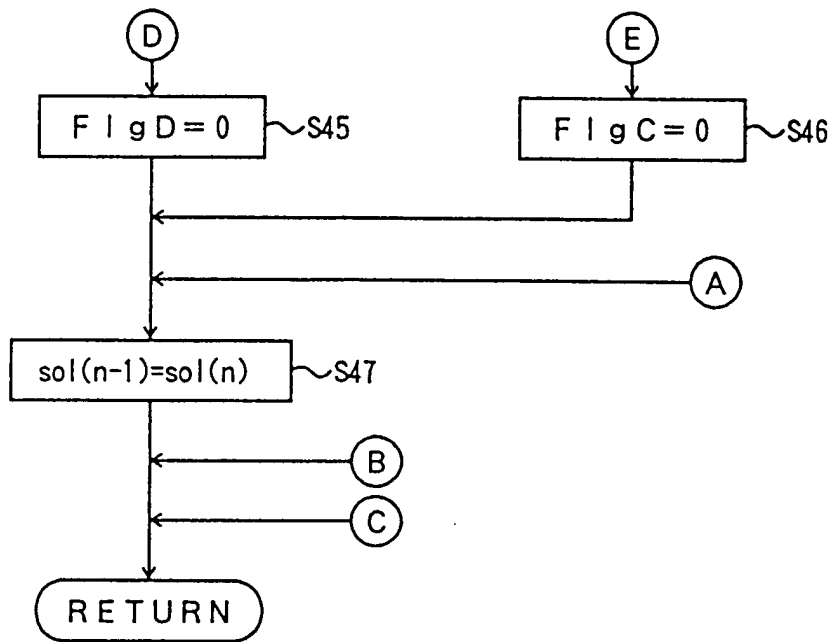 D
E
FlgD=0
S45
FlgC=0
S46
A
sol(n-1)=sol(n)
S47
B
C
RETURN